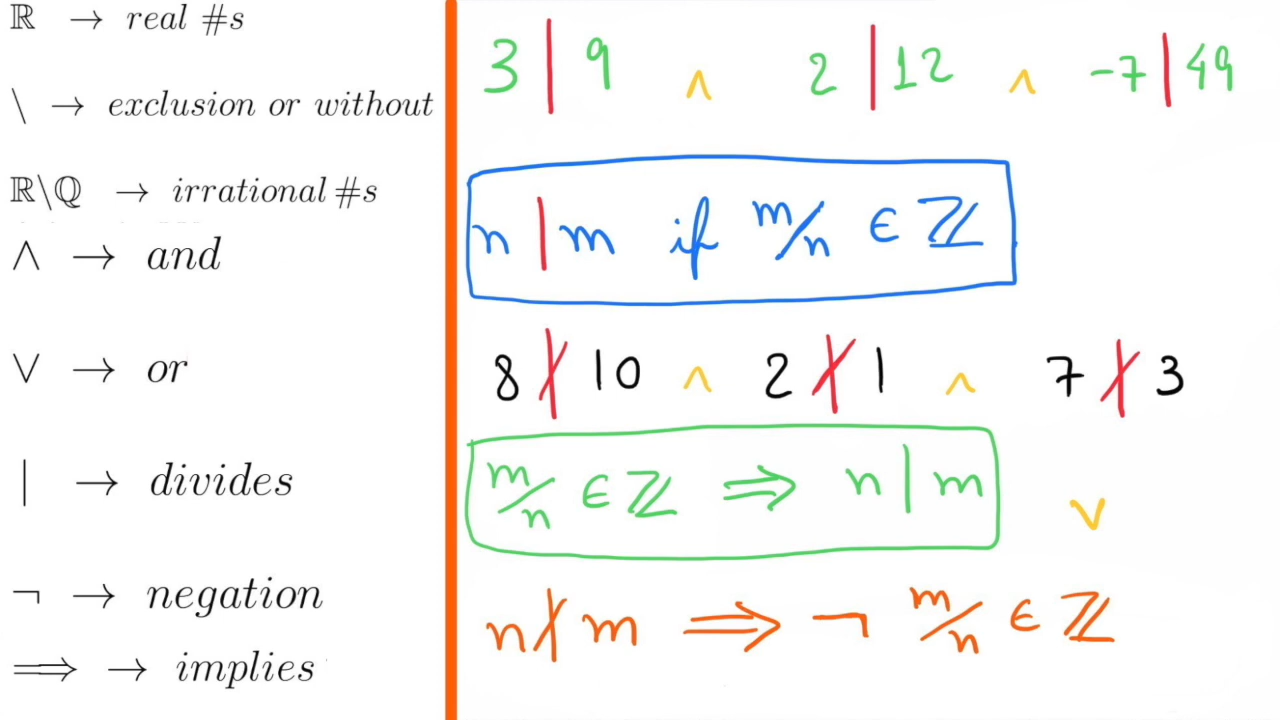 ℝ → real #s
\ → exclusion or without
ℝ\ℚ → irrational #s
∧ → and
∨ → or
| → divides
¬ → negation
⟹ → implies
3 | 9 ∧ 2 | 12 ∧ -7 | 49
n | m if m/n ∈ ℤ
8 ∤ 10 ∧ 2 ∤ 1 ∧ 7 ∤ 3
m/n ∈ ℤ ⟹ n | m ∨
n ∤ m ⟹ ¬ m/n ∈ ℤ